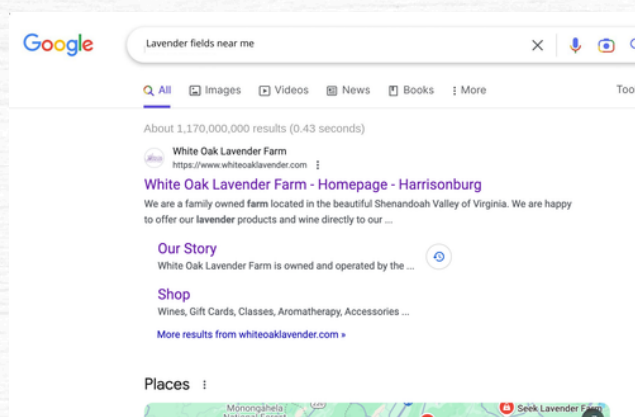 Google
Lavender fields near me
All Images Videos News Books More
Too
About 1,170,000,000 results (0.43 seconds)
White Oak Lavender Farm
https://www.whiteoaklavender.com
White Oak Lavender Farm - Homepage - Harrisonburg
We are a family owned farm located in the beautiful Shenandoah Valley of Virginia. We are happy
to offer our lavender products and wine directly to our ...
Our Story
White Oak Lavender Farm is owned and operated by the ...
Shop
Wines, Gift Cards, Classes, Aromatherapy, Accessories ...
More results from whiteoaklavender.com »
Places
Monongahela
National Forest
Seek Lavender Farm